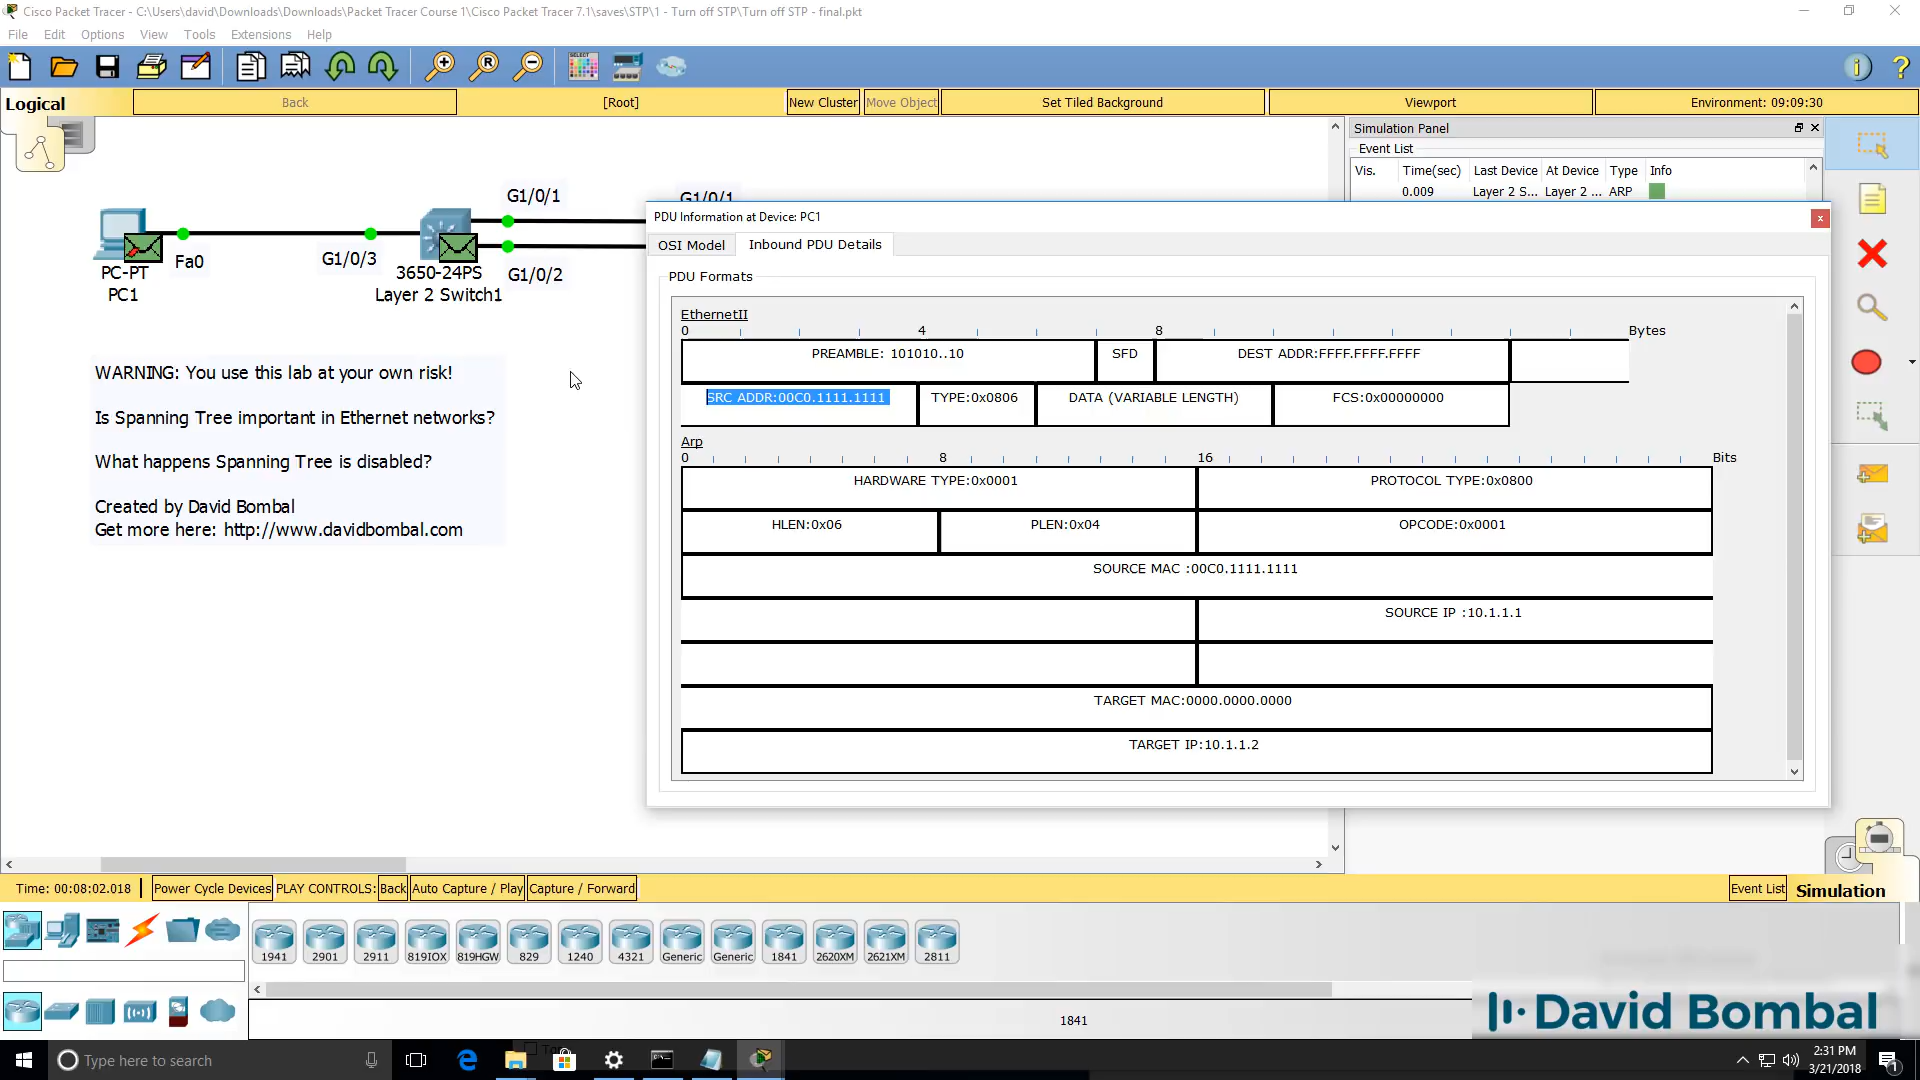 Cisco Packet Tracer - C:\Users\david\Downloads\Downloads\Packet Tracer Course 1\Cisco Packet Tracer 7.1\saves\STP\1 - Turn off STP\Turn off STP - final.pkt
File Edit Options View Tools Extensions Help
Logical Back [Root] New Cluster Move Object Set Tiled Background Viewport Environment: 09:09:30
Simulation Panel
Event List
Vis. Time(sec) Last Device At Device Type Info
0.009 Layer 2 S... Layer 2 ... ARP
G1/0/1
G1/0/1
Fa0
G1/0/3
G1/0/2
PC-PT
PC1
3650-24PS
Layer 2 Switch1
WARNING: You use this lab at your own risk!
Is Spanning Tree important in Ethernet networks?
What happens Spanning Tree is disabled?
Created by David Bombal
Get more here: http://www.davidbombal.com
PDU Information at Device: PC1
OSI Model Inbound PDU Details
PDU Formats
EthernetII
0 4 8 Bytes
PREAMBLE: 101010..10 SFD DEST ADDR:FFFF.FFFF.FFFF
SRC ADDR:00C0.1111.1111 TYPE:0x0806 DATA (VARIABLE LENGTH) FCS:0x00000000
Arp
0 8 16 Bits
HARDWARE TYPE:0x0001 PROTOCOL TYPE:0x0800
HLEN:0x06 PLEN:0x04 OPCODE:0x0001
SOURCE MAC :00C0.1111.1111
SOURCE IP :10.1.1.1
TARGET MAC:0000.0000.0000
TARGET IP:10.1.1.2
Time: 00:08:02.018 Power Cycle Devices PLAY CONTROLS: Back Auto Capture / Play Capture / Forward Event List Simulation
1941 2901 2911 819IOX 819HGW 829 1240 4321 Generic Generic 1841 2620XM 2621XM 2811
1841
David Bombal
Type here to search
2:31 PM
3/21/2018
1